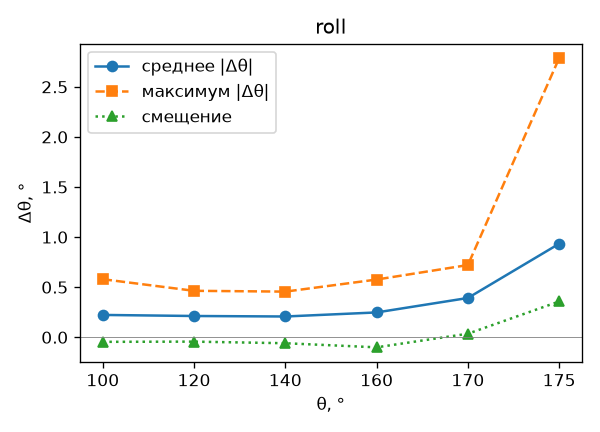 roll
среднее |Δθ|
максимум |Δθ|
смещение
Δθ, °
2.5
2.0
1.5
1.0
0.5
0.0
100 120 140 160 170 175
θ, °